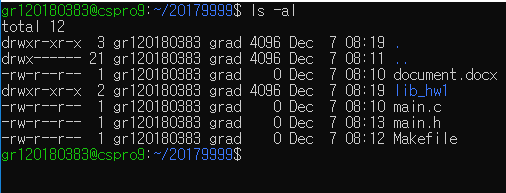 gr120180383@cspro9:~/20179999$ ls -al
total 12
drwxr-xr-x  3 gr120180383 grad 4096 Dec  7 08:19 .
drwx------ 21 gr120180383 grad 4096 Dec  7 08:11 ..
-rw-r--r--  1 gr120180383 grad    0 Dec  7 08:10 document.docx
drwxr-xr-x  2 gr120180383 grad 4096 Dec  7 08:19 lib_hw1
-rw-r--r--  1 gr120180383 grad    0 Dec  7 08:10 main.c
-rw-r--r--  1 gr120180383 grad    0 Dec  7 08:13 main.h
-rw-r--r--  1 gr120180383 grad    0 Dec  7 08:12 Makefile
gr120180383@cspro9:~/20179999$